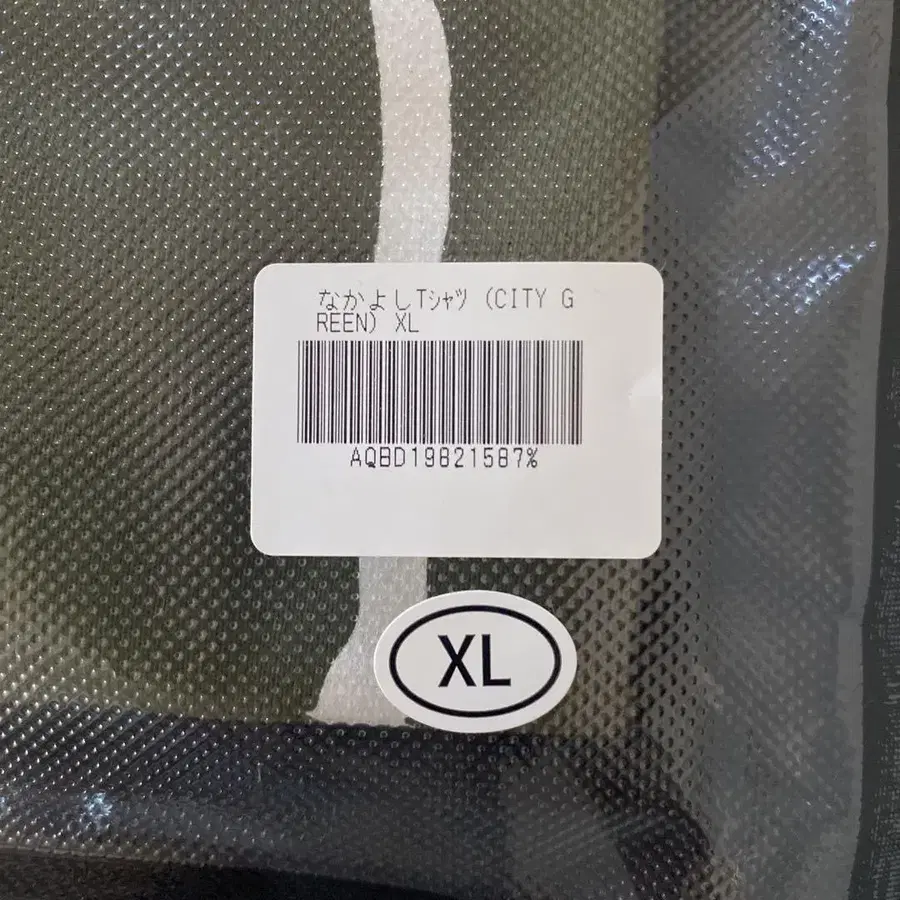 なかよしTｼｬﾂ (CITY G
REEN) XL
AQBD19821587%
XL